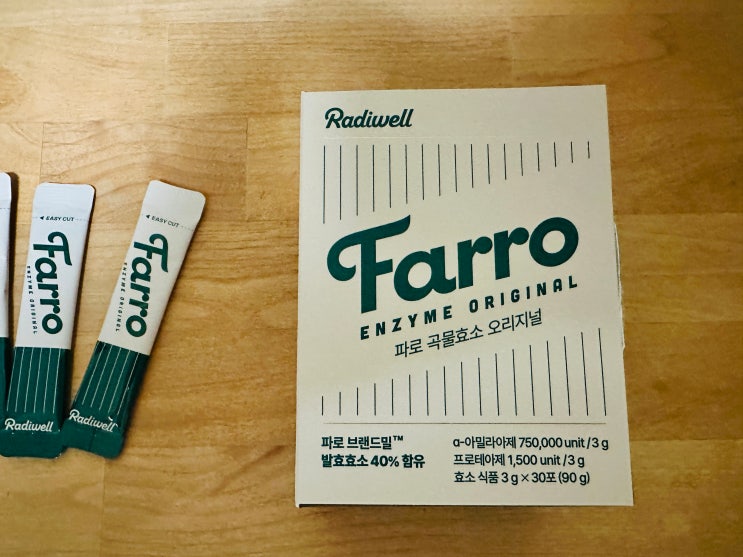 ◀ EASY CUT
Farro
ENZYME ORIGINAL
Radiwell
◀ EASY CUT
Farro
ENZYME ORIGINAL
Radiwell
Radiwell
Farro
ENZYME ORIGINAL
파로 곡물효소 오리지널
파로 브랜드밀™
발효효소 40% 함유
α-아밀라아제 750,000 unit/3 g
프로테아제 1,500 unit/3 g
효소 식품 3 g × 30포 (90 g)